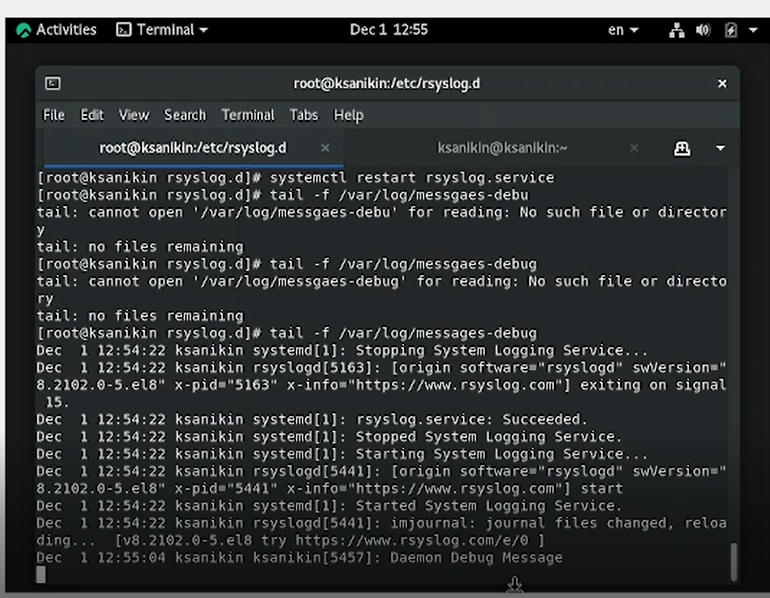 Activities Terminal Dec 1 12:55 en
root@ksanikin:/etc/rsyslog.d ×
File Edit View Search Terminal Tabs Help
root@ksanikin:/etc/rsyslog.d × ksanikin@ksanikin:~ ×
[root@ksanikin rsyslog.d]# systemctl restart rsyslog.service
[root@ksanikin rsyslog.d]# tail -f /var/log/messgaes-debu
tail: cannot open '/var/log/messgaes-debu' for reading: No such file or director
y
tail: no files remaining
[root@ksanikin rsyslog.d]# tail -f /var/log/messgaes-debug
tail: cannot open '/var/log/messgaes-debug' for reading: No such file or directo
ry
tail: no files remaining
[root@ksanikin rsyslog.d]# tail -f /var/log/messages-debug
Dec  1 12:54:22 ksanikin systemd[1]: Stopping System Logging Service...
Dec  1 12:54:22 ksanikin rsyslogd[5163]: [origin software="rsyslogd" swVersion="
8.2102.0-5.el8" x-pid="5163" x-info="https://www.rsyslog.com"] exiting on signal
 15.
Dec  1 12:54:22 ksanikin systemd[1]: rsyslog.service: Succeeded.
Dec  1 12:54:22 ksanikin systemd[1]: Stopped System Logging Service.
Dec  1 12:54:22 ksanikin systemd[1]: Starting System Logging Service...
Dec  1 12:54:22 ksanikin rsyslogd[5441]: [origin software="rsyslogd" swVersion="
8.2102.0-5.el8" x-pid="5441" x-info="https://www.rsyslog.com"] start
Dec  1 12:54:22 ksanikin systemd[1]: Started System Logging Service.
Dec  1 12:54:22 ksanikin rsyslogd[5441]: imjournal: journal files changed, reloa
ding...  [v8.2102.0-5.el8 try https://www.rsyslog.com/e/0 ]
Dec  1 12:55:04 ksanikin ksanikin[5457]: Daemon Debug Message